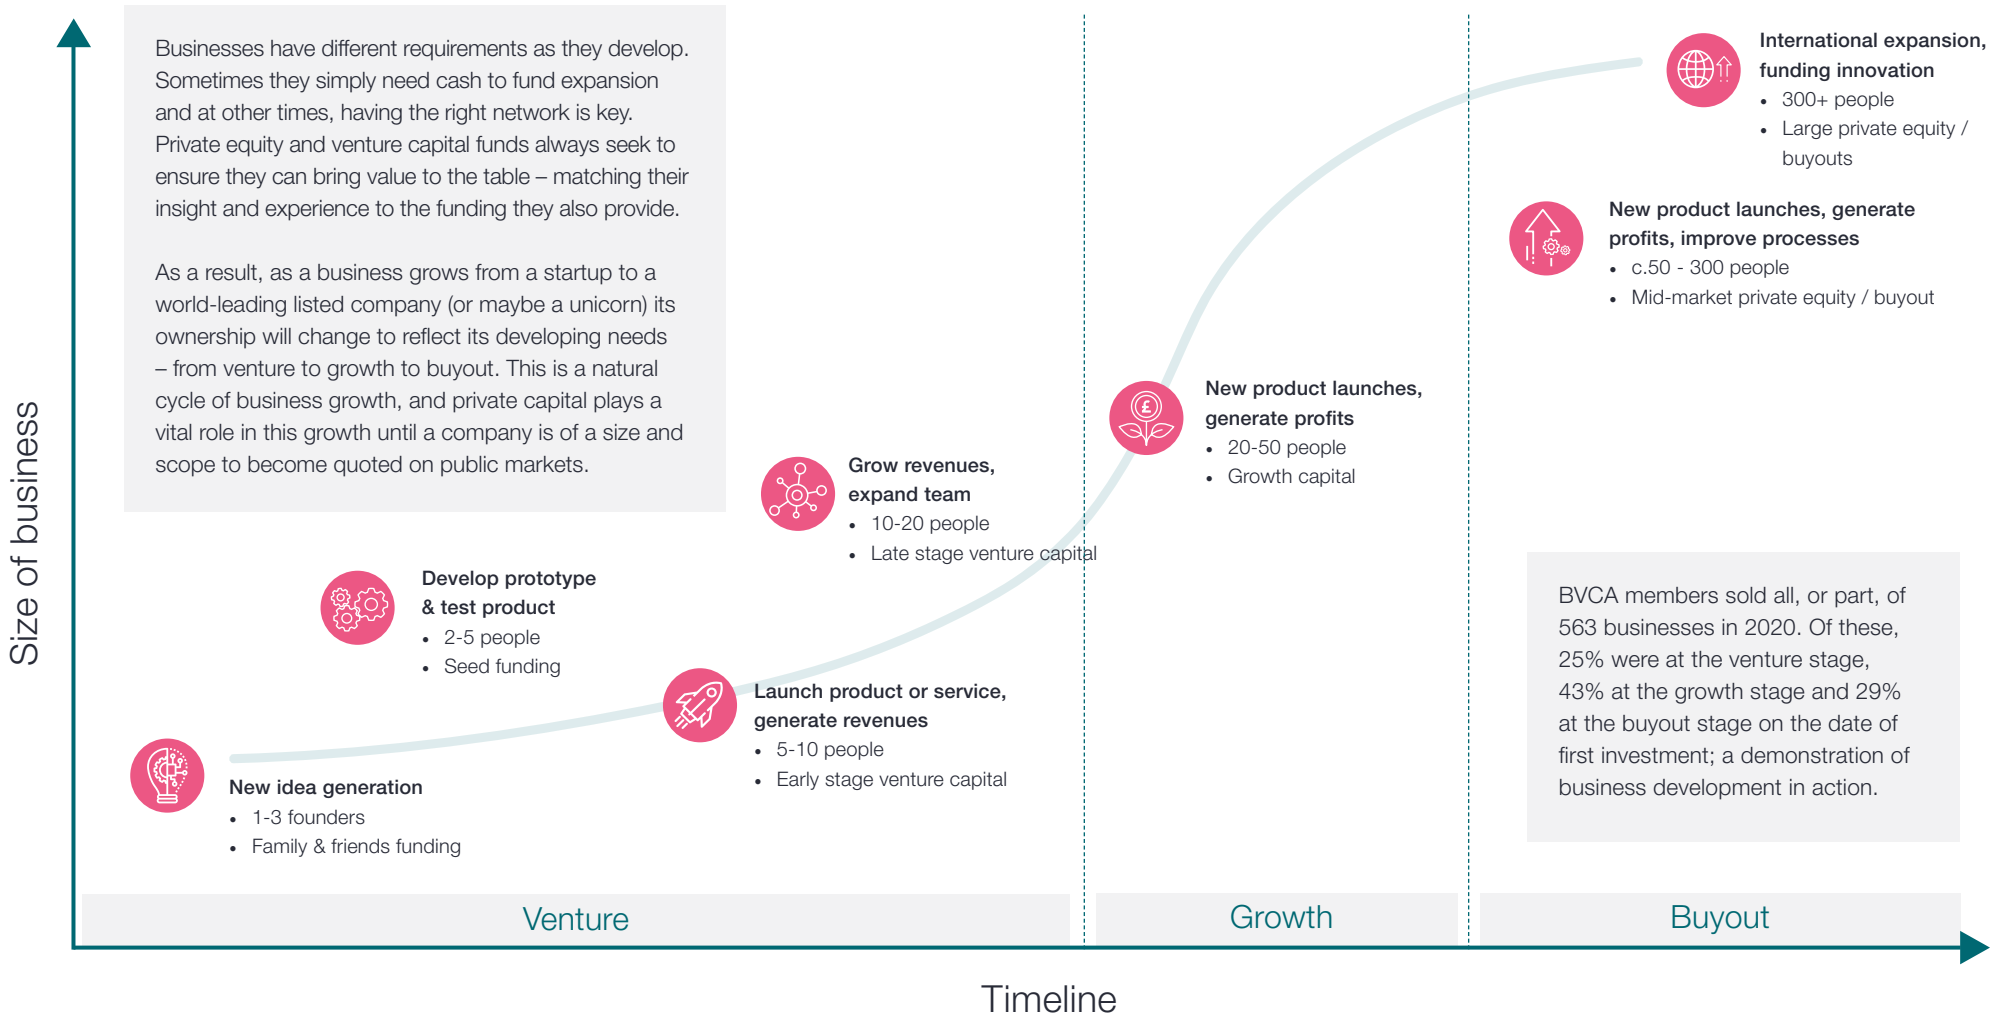 Businesses have different requirements as they develop.
Sometimes they simply need cash to fund expansion
and at other times, having the right network is key.
Private equity and venture capital funds always seek to
ensure they can bring value to the table – matching their
insight and experience to the funding they also provide.
As a result, as a business grows from a startup to a
world-leading listed company (or maybe a unicorn) its
ownership will change to reflect its developing needs
– from venture to growth to buyout. This is a natural
cycle of business growth, and private capital plays a
vital role in this growth until a company is of a size and
scope to become quoted on public markets.
Size of business
New idea generation
• 1-3 founders
• Family & friends funding
Develop prototype
& test product
• 2-5 people
• Seed funding
Launch product or service,
generate revenues
• 5-10 people
• Early stage venture capital
Grow revenues,
expand team
• 10-20 people
• Late stage venture capital
£
New product launches,
generate profits
• 20-50 people
• Growth capital
New product launches, generate
profits, improve processes
• c.50 - 300 people
• Mid-market private equity / buyout
International expansion,
funding innovation
• 300+ people
• Large private equity /
buyouts
BVCA members sold all, or part, of
563 businesses in 2020. Of these,
25% were at the venture stage,
43% at the growth stage and 29%
at the buyout stage on the date of
first investment; a demonstration of
business development in action.
Venture
Growth
Buyout
Timeline